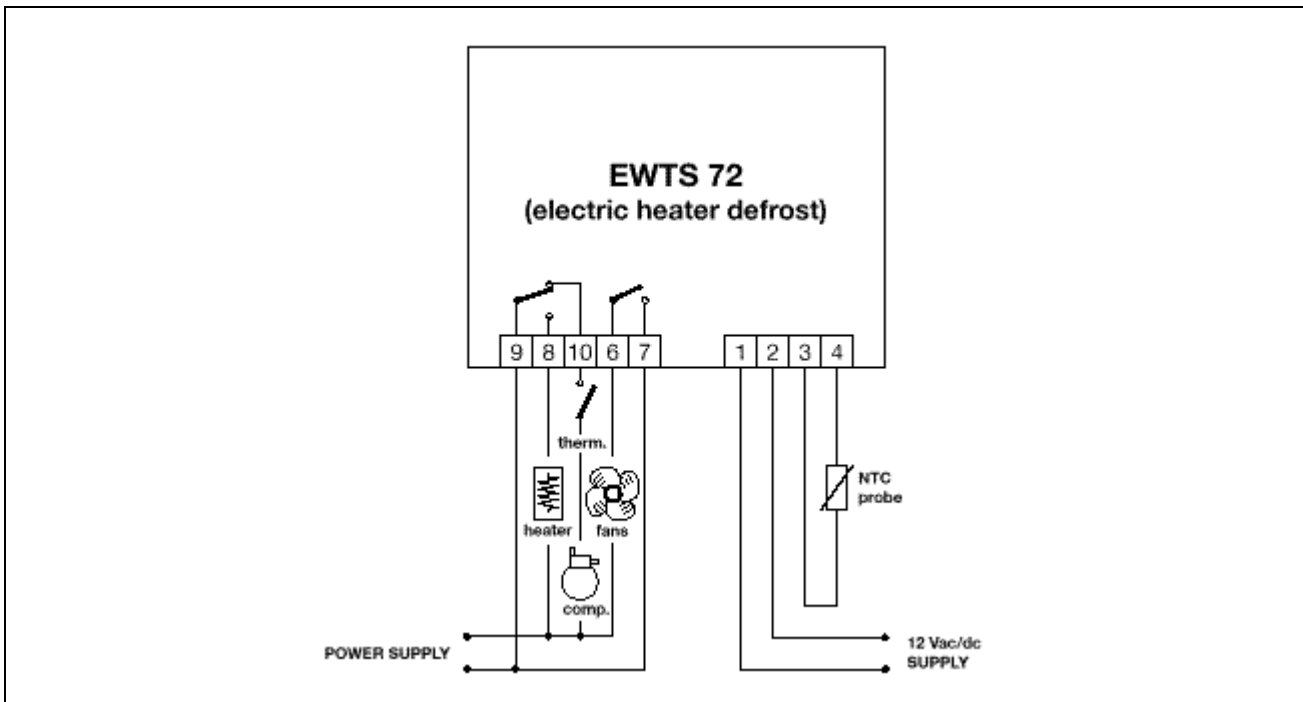 EWTS 72
(electric heater defrost)
9 8 10 6 7
1 2 3 4
therm.
NTC
probe
heater
fans
comp.
POWER SUPPLY
12 Vac/dc
SUPPLY